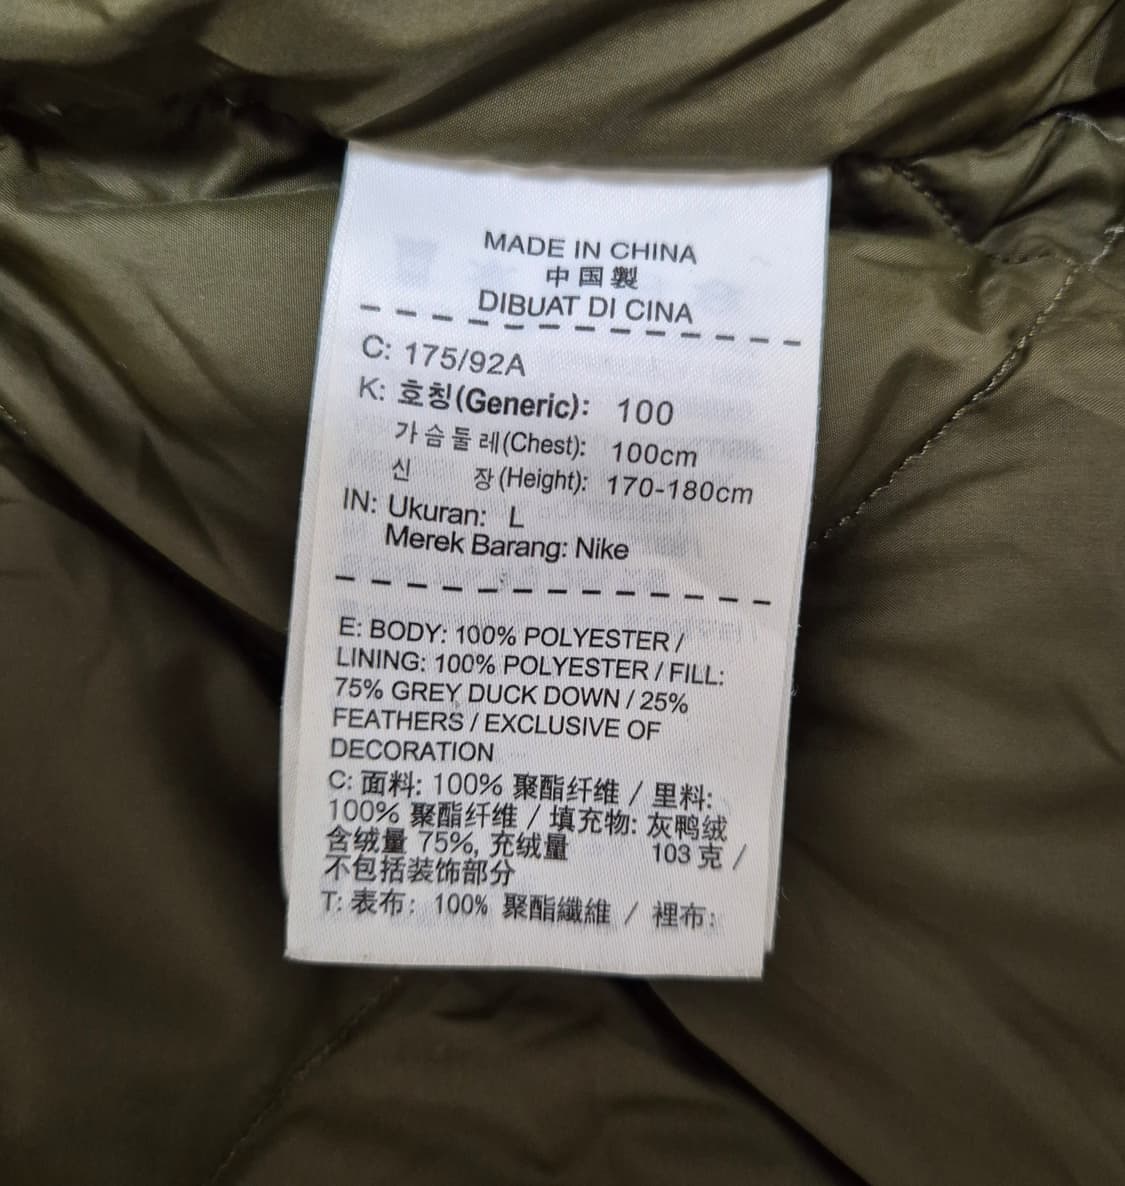 MADE IN CHINA
中国製
DIBUAT DI CINA
C: 175/92A
K: 호칭(Generic): 100
가슴둘레(Chest): 100cm
신 장(Height): 170-180cm
IN: Ukuran: L
Merek Barang: Nike
E: BODY: 100% POLYESTER /
LINING: 100% POLYESTER / FILL:
75% GREY DUCK DOWN / 25%
FEATHERS / EXCLUSIVE OF
DECORATION
C: 面料: 100% 聚酯纤维 / 里料:
100% 聚酯纤维 / 填充物: 灰鸭绒
含绒量 75%, 充绒量 103 克 /
不包括装饰部分
T: 表布: 100% 聚酯纖維 / 裡布: